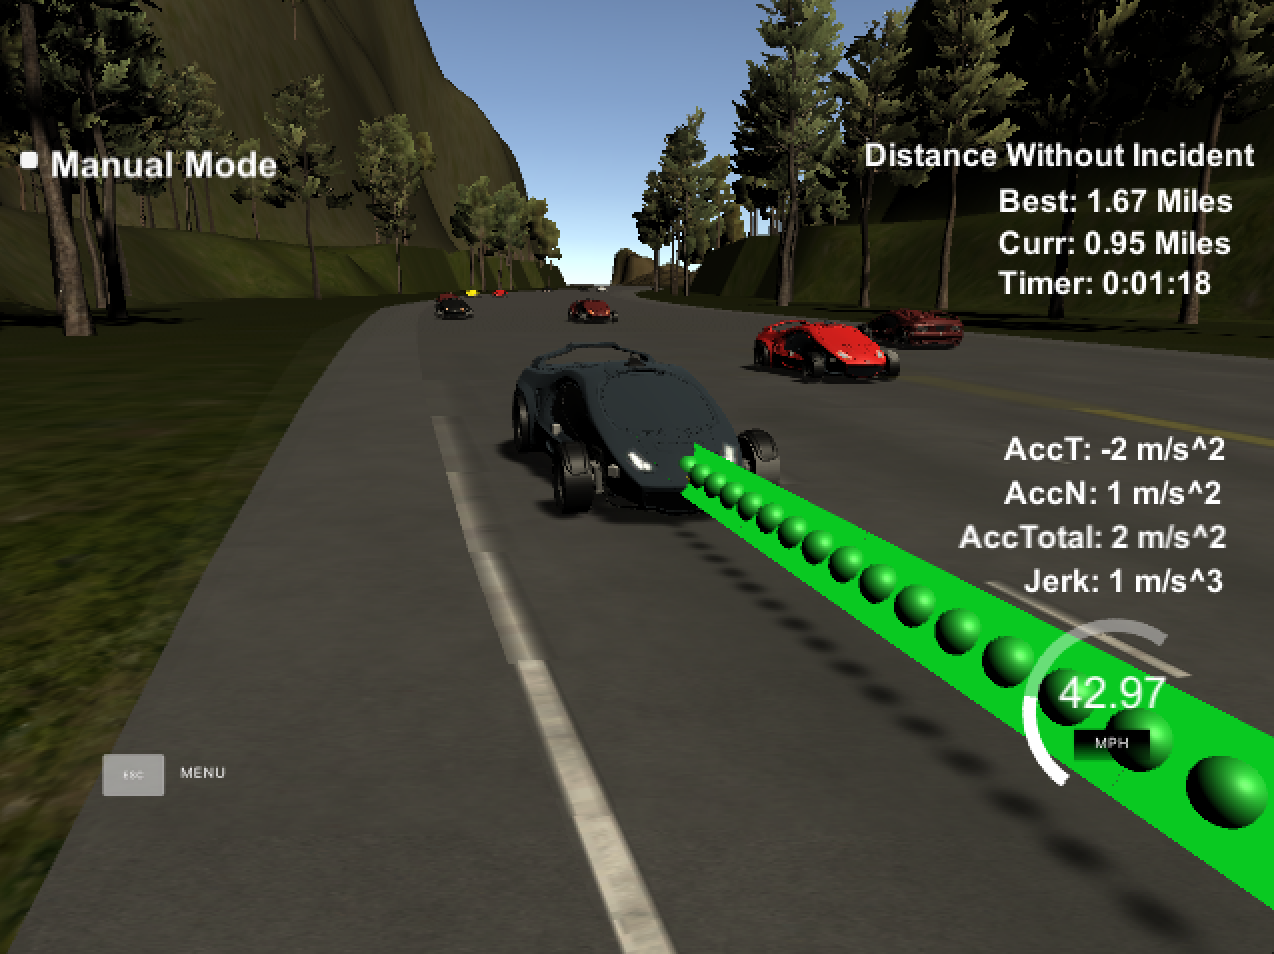 Manual Mode
Distance Without Incident
Best: 1.67 Miles
Curr: 0.95 Miles
Timer: 0:01:18
AccT: -2 m/s^2
AccN: 1 m/s^2
AccTotal: 2 m/s^2
Jerk: 1 m/s^3
42.97
MPH
ESC MENU